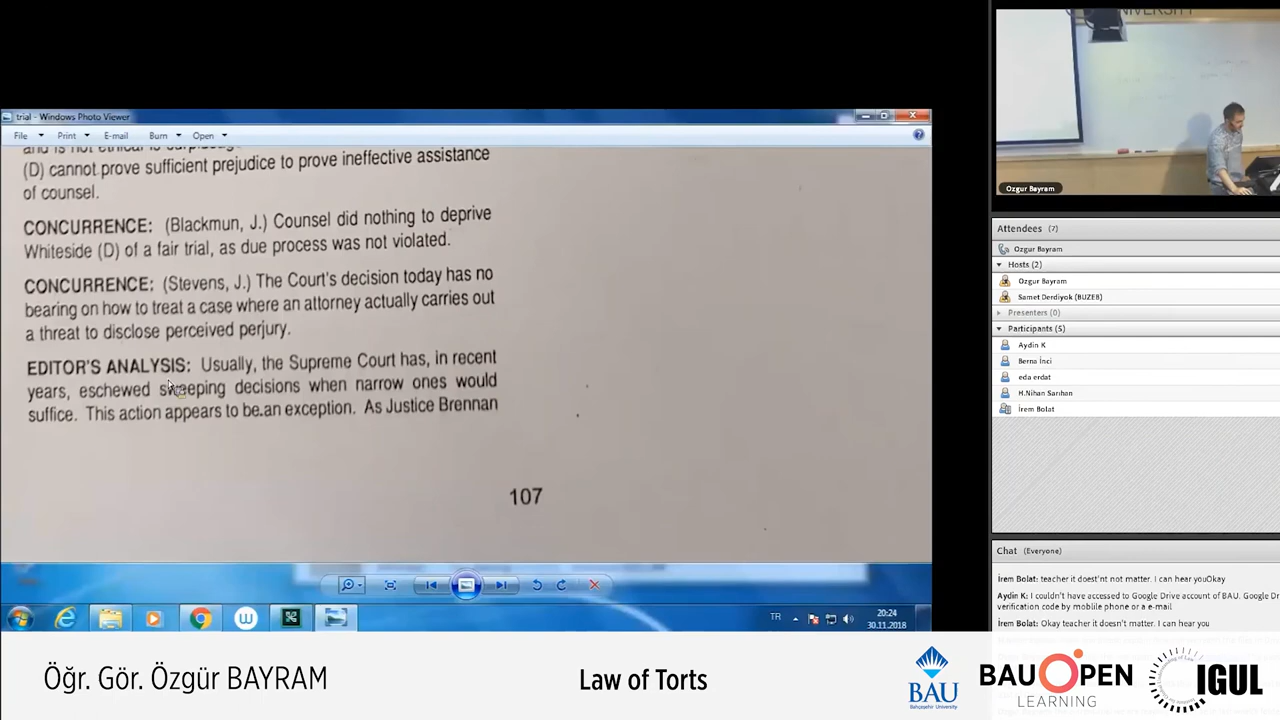 UNIVERSITY
trial - Windows Photo Viewer
File Print E-mail Burn Open
and is not ethical is
(D) cannot prove sufficient prejudice to prove ineffective assistance
of counsel.
CONCURRENCE: (Blackmun, J.) Counsel did nothing to deprive
Whiteside (D) of a fair trial, as due process was not violated.
CONCURRENCE: (Stevens, J.) The Court's decision today has no
bearing on how to treat a case where an attorney actually carries out
a threat to disclose perceived perjury.
EDITOR'S ANALYSIS: Usually, the Supreme Court has, in recent
years, eschewed sweeping decisions when narrow ones would
suffice. This action appears to be.an exception. As Justice Brennan
107
TR 20:24
30.11.2018
Ozgur Bayram
Attendees (7)
Ozgur Bayram
Hosts (2)
Ozgur Bayram
Samet Derdiyok (BUZEB)
Presenters (0)
Participants (5)
Aydin K
Berna İnci
eda erdat
H.Nihan Sarıhan
İrem Bolat
Chat (Everyone)
İrem Bolat: teacher it doest'nt not matter. I can hear youOkay
Aydin K: I couldn't have accessed to Google Drive account of BAU. Google Dr
verification code by moblile phone or a e-mail
İrem Bolat: Okay teacher it doesn't matter. I can hear you
Öğr. Gör. Özgür BAYRAM
Law of Torts
BAU
Bahçeşehir University
BAU OPEN
LEARNING
IGUL